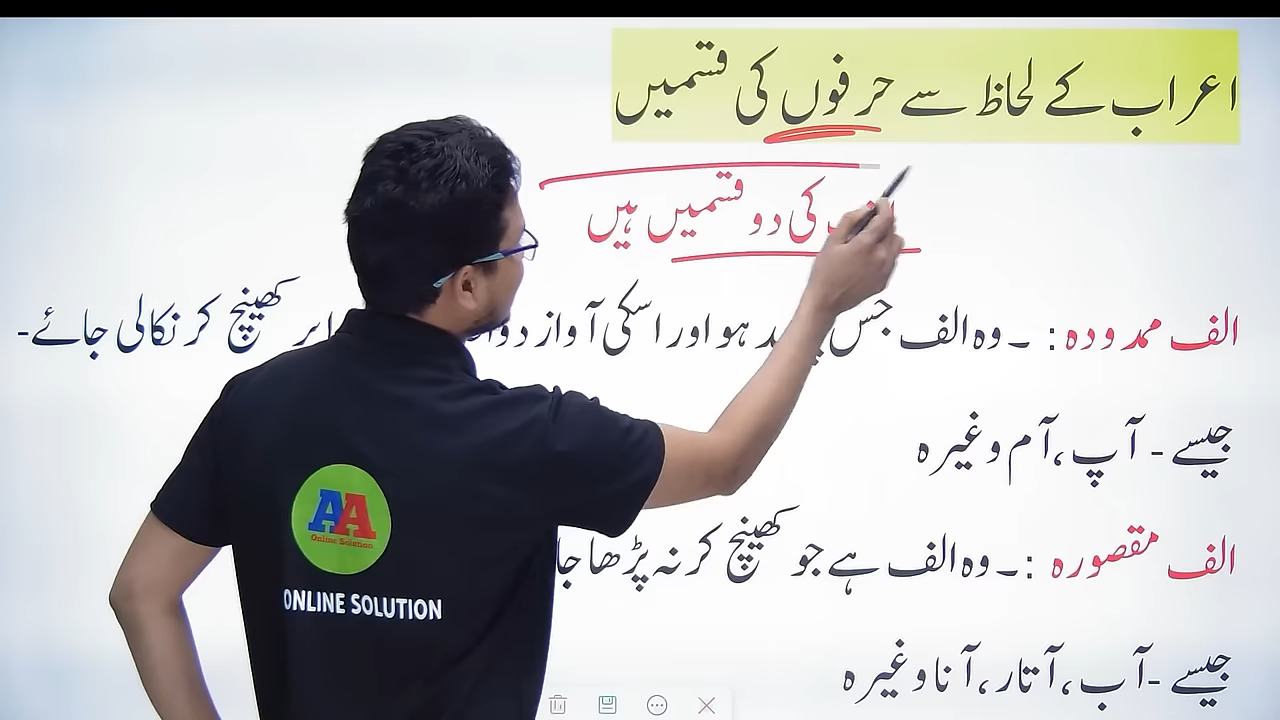 اعراب کے لحاظ سے حرفوں کی قسمیں
کی دو قسمیں ہیں
الف ممدودہ :۔ وہ الف جس ہو اور اسکی آواز کھینچ کر نکالی جائے-
جیسے - آپ، آم وغیرہ
الف مقصورہ :۔ وہ الف ہے جو کھینچ کر نہ پڑھا
جیسے -آب، آتار، آنا وغیرہ
AA
Online Solution
ONLINE SOLUTION